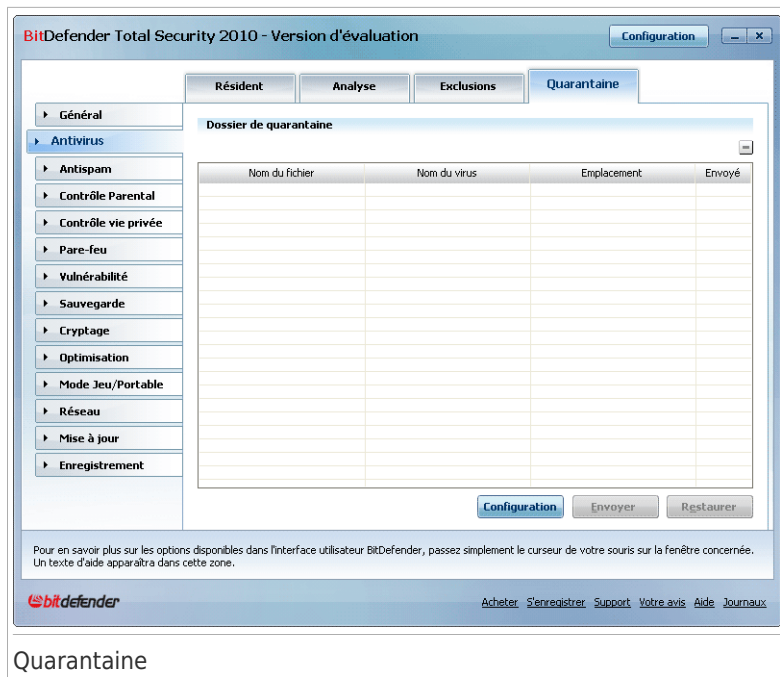 BitDefender Total Security 2010 - Version d'évaluation
Configuration
Résident
Analyse
Exclusions
Quarantaine
Général
Antivirus
Antispam
Contrôle Parental
Contrôle vie privée
Pare-feu
Vulnérabilité
Sauvegarde
Cryptage
Optimisation
Mode Jeu/Portable
Réseau
Mise à jour
Enregistrement
Dossier de quarantaine
Nom du fichier
Nom du virus
Emplacement
Envoyé
Configuration
Envoyer
Restaurer
Pour en savoir plus sur les options disponibles dans l'interface utilisateur BitDefender, passez simplement le curseur de votre souris sur la fenêtre concernée.
Un texte d'aide apparaîtra dans cette zone.
bitdefender
Acheter S'enregistrer Support Votre avis Aide Journaux
Quarantaine